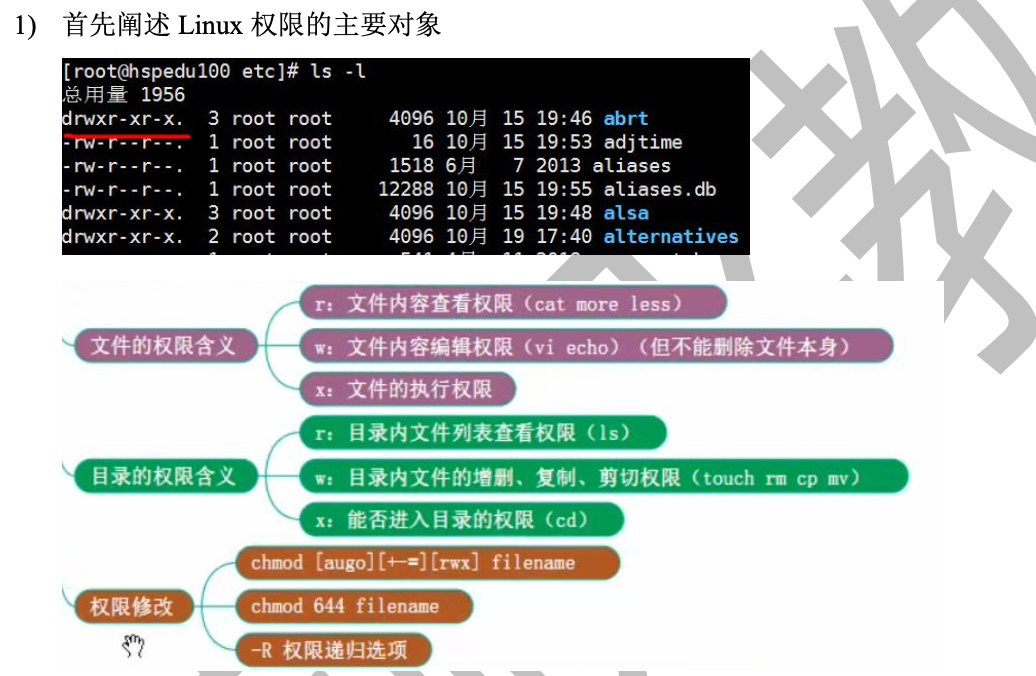 1) 首先阐述 Linux 权限的主要对象
[root@hspedu100 etc]# ls -l
总用量 1956
drwxr-xr-x. 3 root root 4096 10月 15 19:46 abrt
-rw-r--r--. 1 root root 16 10月 15 19:53 adjtime
-rw-r--r--. 1 root root 1518 6月 7 2013 aliases
-rw-r--r--. 1 root root 12288 10月 15 19:55 aliases.db
drwxr-xr-x. 3 root root 4096 10月 15 19:48 alsa
drwxr-xr-x. 2 root root 4096 10月 19 17:40 alternatives
文件的权限含义
r: 文件内容查看权限（cat more less）
w: 文件内容编辑权限（vi echo）（但不能删除文件本身）
x: 文件的执行权限
目录的权限含义
r: 目录内文件列表查看权限（ls）
w: 目录内文件的增删、复制、剪切权限（touch rm cp mv）
x: 能否进入目录的权限（cd）
权限修改
chmod [augo][+-=][rwx] filename
chmod 644 filename
-R 权限递归选项